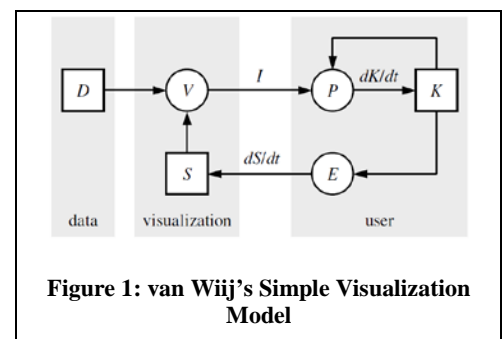 I
dK/dt
D
V
P
K
dS/dt
S
E
data
visualization
user
Figure 1: van Wiij’s Simple Visualization
Model